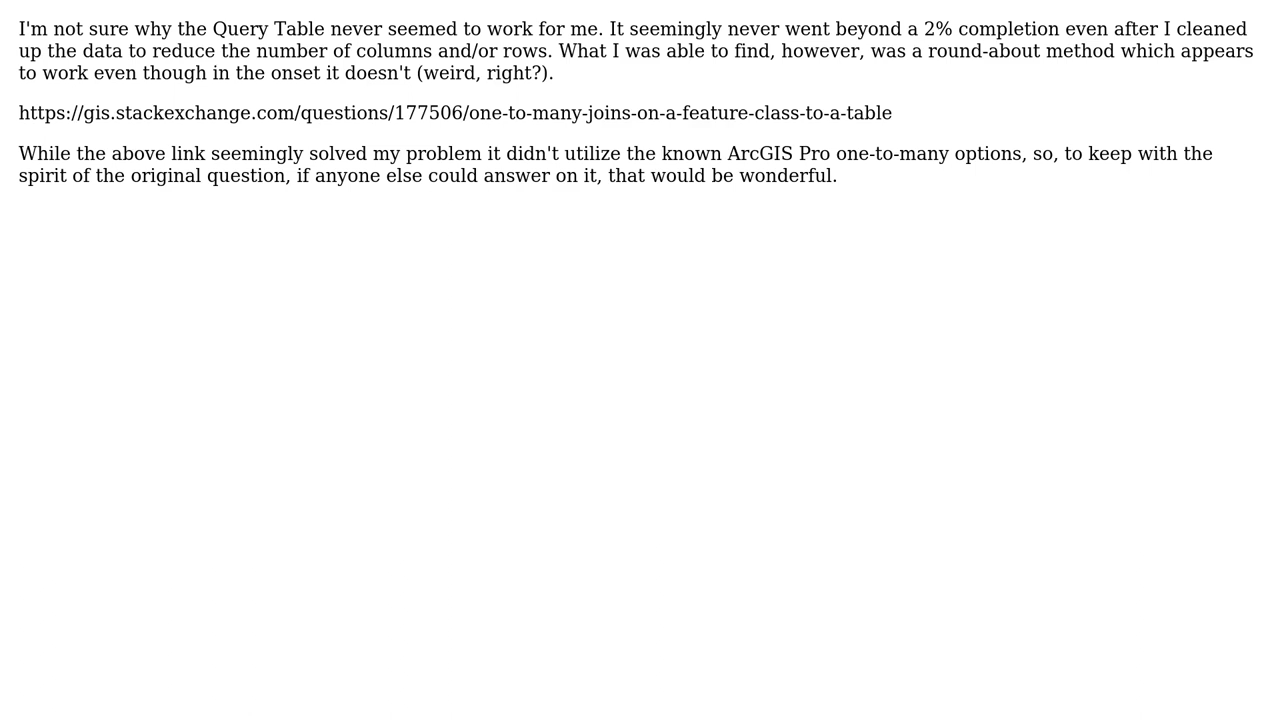 I'm not sure why the Query Table never seemed to work for me. It seemingly never went beyond a 2% completion even after I cleaned
up the data to reduce the number of columns and/or rows. What I was able to find, however, was a round-about method which appears
to work even though in the onset it doesn't (weird, right?).
https://gis.stackexchange.com/questions/177506/one-to-many-joins-on-a-feature-class-to-a-table
While the above link seemingly solved my problem it didn't utilize the known ArcGIS Pro one-to-many options, so, to keep with the
spirit of the original question, if anyone else could answer on it, that would be wonderful.